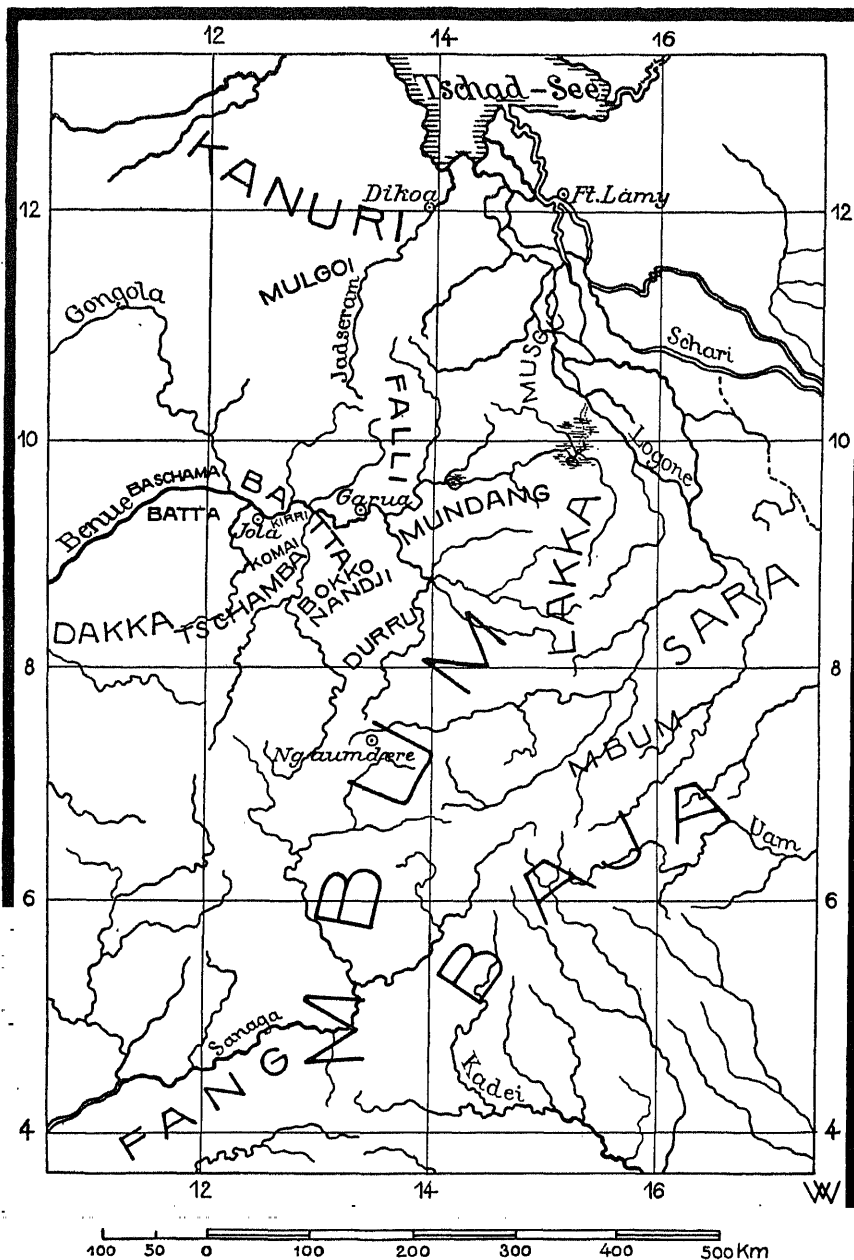 12 14 16
Tschad-See
KANURI
Dikoa
Ft. Lamy
12 12
MULGOI
Gongola
Jadseram
MUSGU
Schari
FALLI
10 10
Logone
BASCHAMA
BATTA
Garua
Benue
BATTA
Jola
KIRRI
MUNDANG
KOMAI
LAKKA
BOKKO
NANDJI
TSCHAMBA
DAKKA
SARA
DURRU
8 8
MBUM
Ngaumdære
MBUM
BAJA
Uam
6 6
Sanaga
FANG
Kadei
4 4
12 14 16
100 50 0 100 200 300 400 500 Km